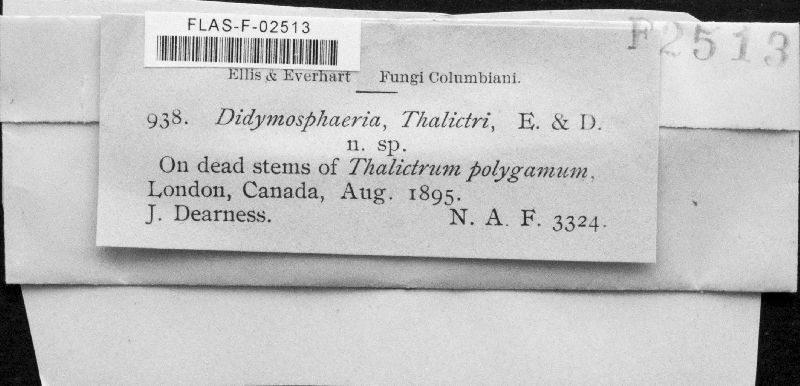 FLAS-F-02513
F2513
Ellis & Everhart Fungi Columbiani.
938. Didymosphaeria, Thalictri, E. & D.
n. sp.
On dead stems of Thalictrum polygamum,
London, Canada, Aug. 1895.
J. Dearness. N. A. F. 3324.